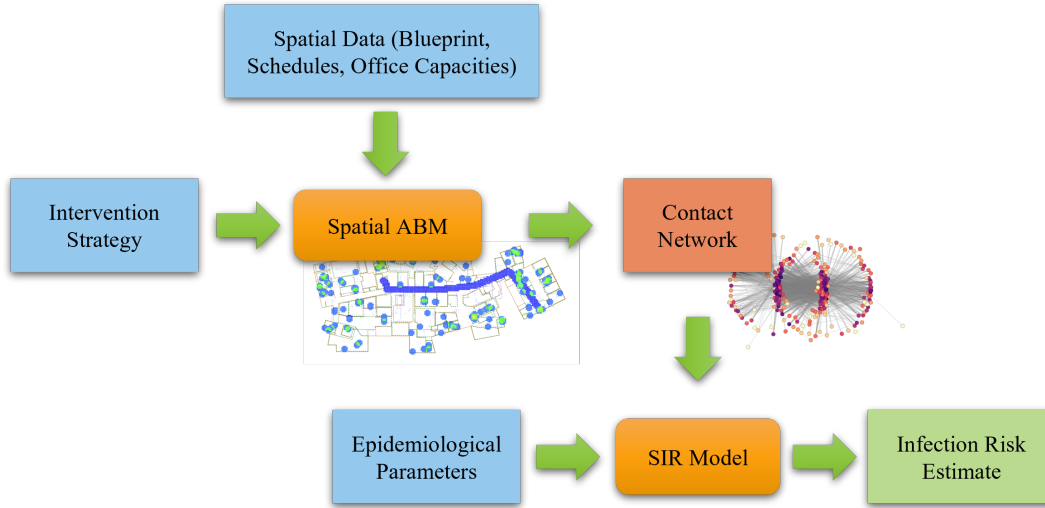 Spatial Data (Blueprint,
Schedules, Office Capacities)
Intervention
Strategy
Spatial ABM
Contact
Network
Epidemiological
Parameters
SIR Model
Infection Risk
Estimate